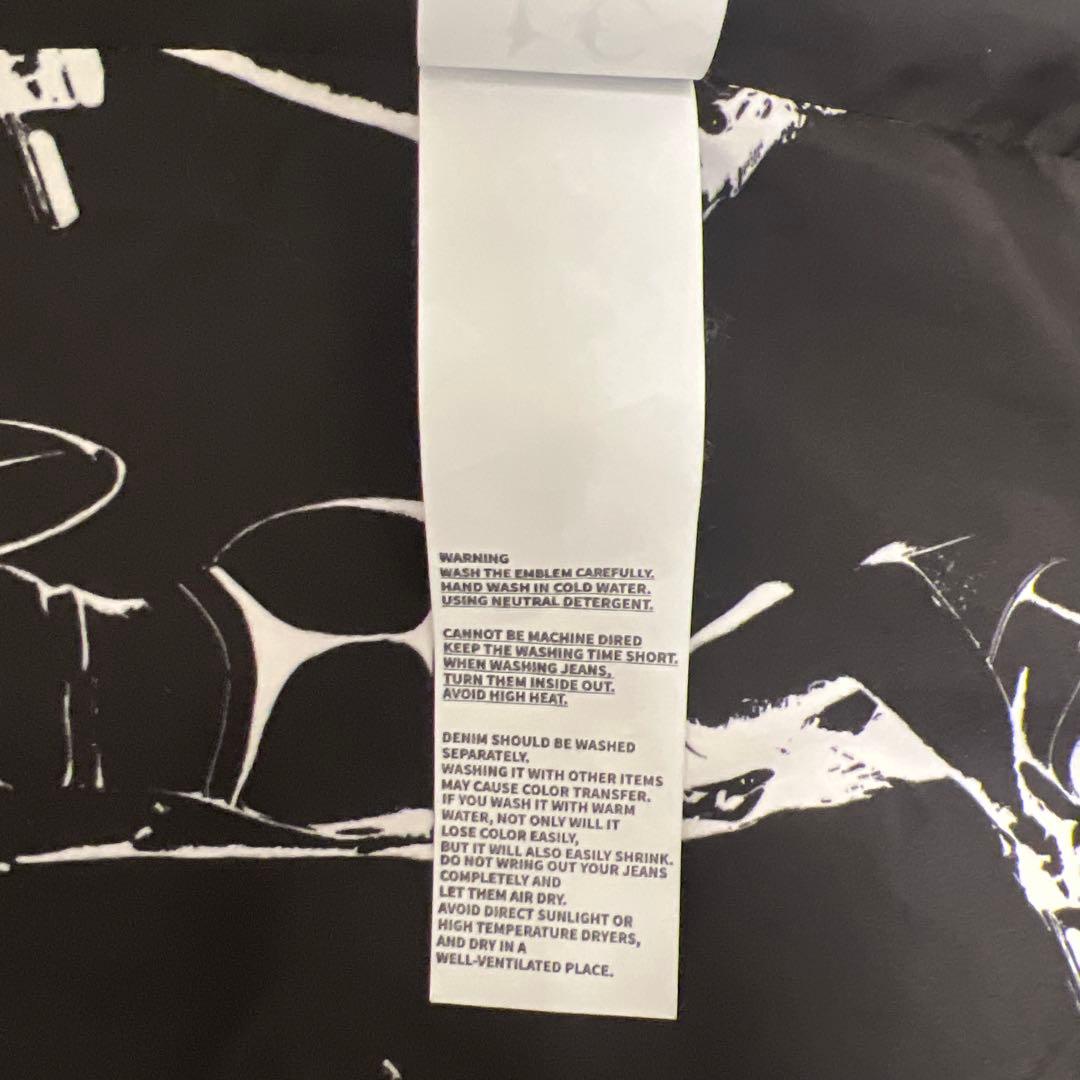 WARNING
WASH THE EMBLEM CAREFULLY.
HAND WASH IN COLD WATER.
USING NEUTRAL DETERGENT.
CANNOT BE MACHINE DIRED
KEEP THE WASHING TIME SHORT.
WHEN WASHING JEANS,
TURN THEM INSIDE OUT.
AVOID HIGH HEAT.
DENIM SHOULD BE WASHED
SEPARATELY.
WASHING IT WITH OTHER ITEMS
MAY CAUSE COLOR TRANSFER.
IF YOU WASH IT WITH WARM
WATER, NOT ONLY WILL IT
LOSE COLOR EASILY,
BUT IT WILL ALSO EASILY SHRINK.
DO NOT WRING OUT YOUR JEANS
COMPLETELY AND
LET THEM AIR DRY.
AVOID DIRECT SUNLIGHT OR
HIGH TEMPERATURE DRYERS,
AND DRY IN A
WELL-VENTILATED PLACE.